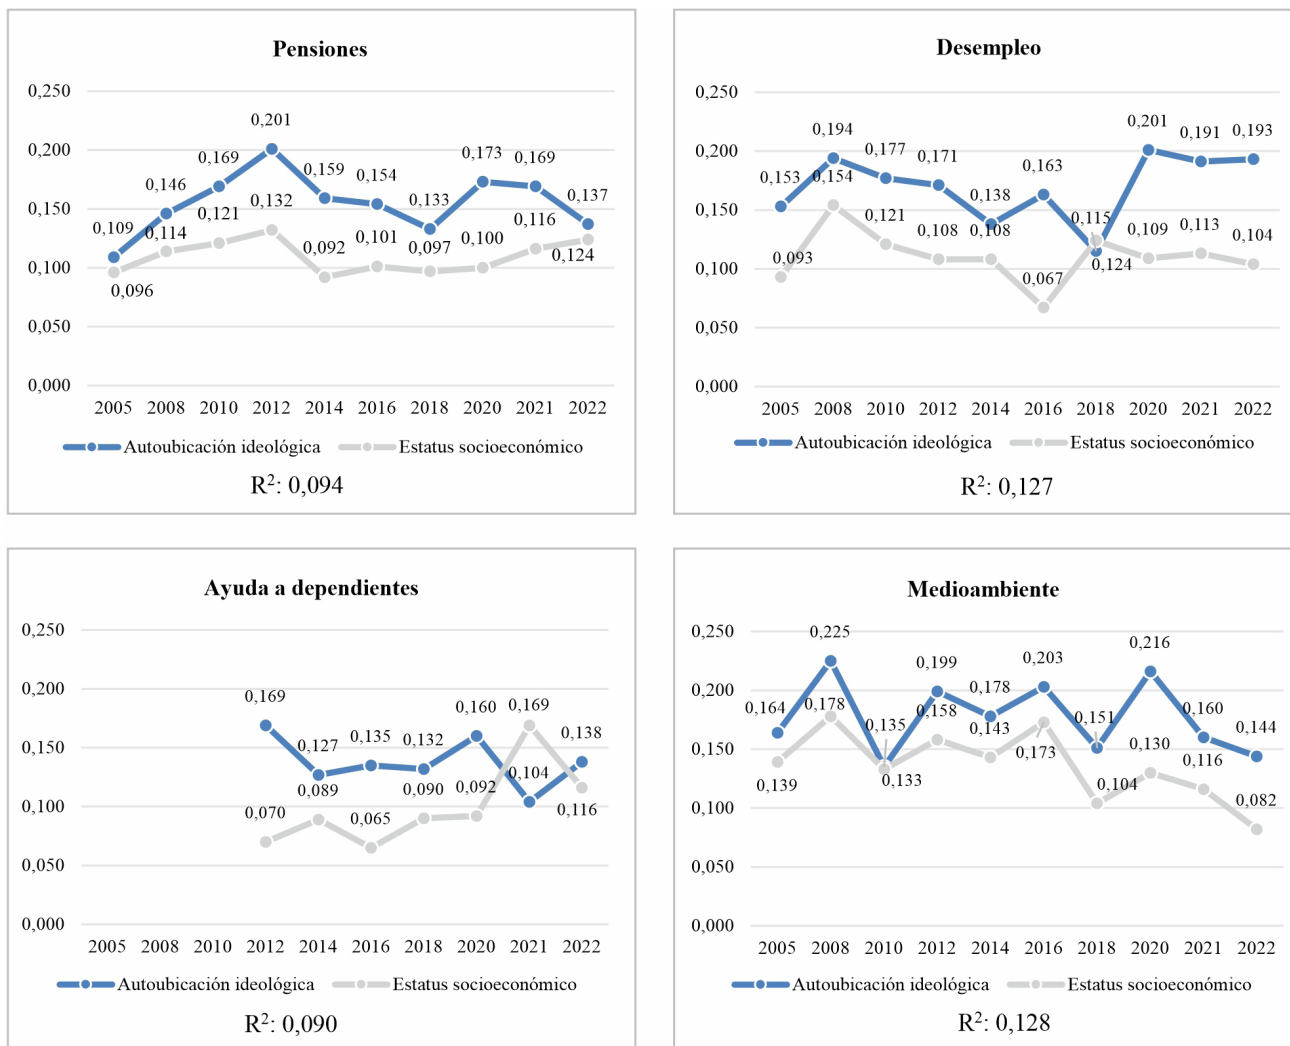 Pensiones
0,250
0,200
0,150
0,100
0,050
0,000
0,109 0,146 0,169 0,201 0,159 0,154 0,133 0,173 0,169 0,137
0,096 0,114 0,121 0,132 0,092 0,101 0,097 0,100 0,116 0,124
2005 2008 2010 2012 2014 2016 2018 2020 2021 2022
Autoubicación ideológica Estatus socioeconómico
R²: 0,094
Desempleo
0,250
0,200
0,150
0,100
0,050
0,000
0,153 0,194 0,177 0,171 0,138 0,163 0,115 0,201 0,191 0,193
0,093 0,154 0,121 0,108 0,108 0,067 0,124 0,109 0,113 0,104
2005 2008 2010 2012 2014 2016 2018 2020 2021 2022
Autoubicación ideológica Estatus socioeconómico
R²: 0,127
Ayuda a dependientes
0,250
0,200
0,150
0,100
0,050
0,000
0,169 0,127 0,135 0,132 0,160 0,104 0,138
0,070 0,089 0,065 0,090 0,092 0,169 0,116
2005 2008 2010 2012 2014 2016 2018 2020 2021 2022
Autoubicación ideológica Estatus socioeconómico
R²: 0,090
Medioambiente
0,250
0,200
0,150
0,100
0,050
0,000
0,164 0,225 0,135 0,199 0,178 0,203 0,151 0,216 0,160 0,144
0,139 0,178 0,133 0,158 0,143 0,173 0,104 0,130 0,116 0,082
2005 2008 2010 2012 2014 2016 2018 2020 2021 2022
Autoubicación ideológica Estatus socioeconómico
R²: 0,128